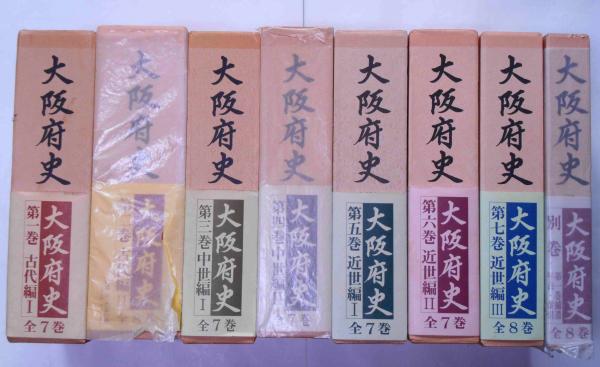 大阪府史
大阪府史
第一巻 古代編Ⅰ
全7巻
大阪府史
大阪府史
大阪府史
大阪府史
第三巻 中世編Ⅰ
全7巻
大阪府史
大阪府史
第四巻 中世編
大阪府史
大阪府史
第五巻 近世編Ⅰ
全7巻
大阪府史
大阪府史
第六巻 近世編Ⅱ
全7巻
大阪府史
大阪府史
第七巻 近世編Ⅲ
全8巻
大阪府史
大阪府史
別巻
全8巻